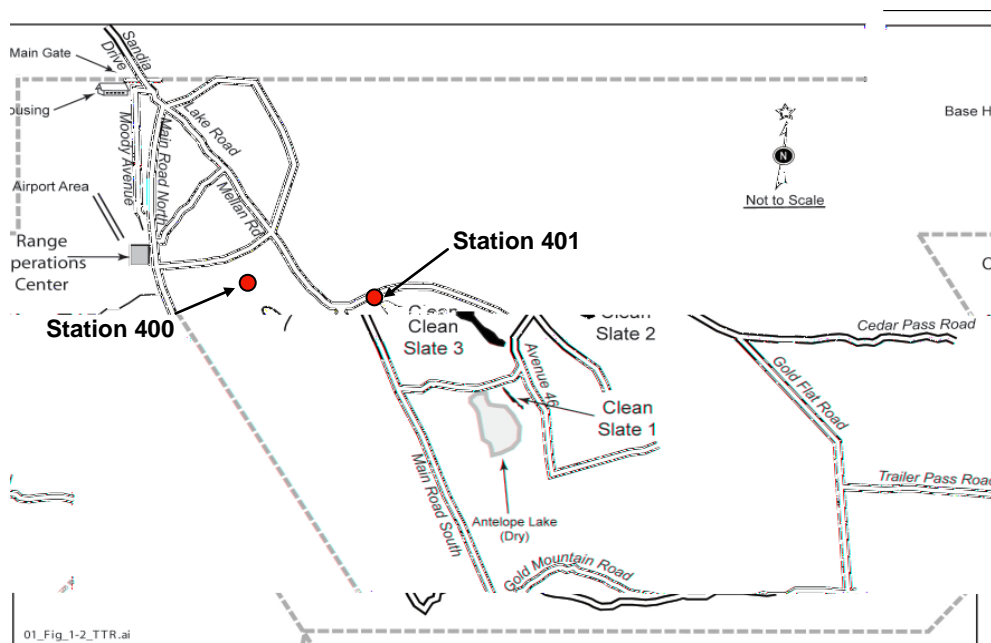 Main Gate
Sandia
Drive
ousing
Moody Avenue
Main Road North
Lake Road
Mellan Rd
Airport Area
Range
perations
Center
Base H
N
Not to Scale
Station 401
Station 400
C
Clean
Slate 3
Clean
Slate 2
Cedar Pass Road
Avenue 46
Gold Flat Road
Clean
Slate 1
Main Road South
Trailer Pass Road
Antelope Lake
(Dry)
Gold Mountain Road
01_Fig_1-2_TTR.ai